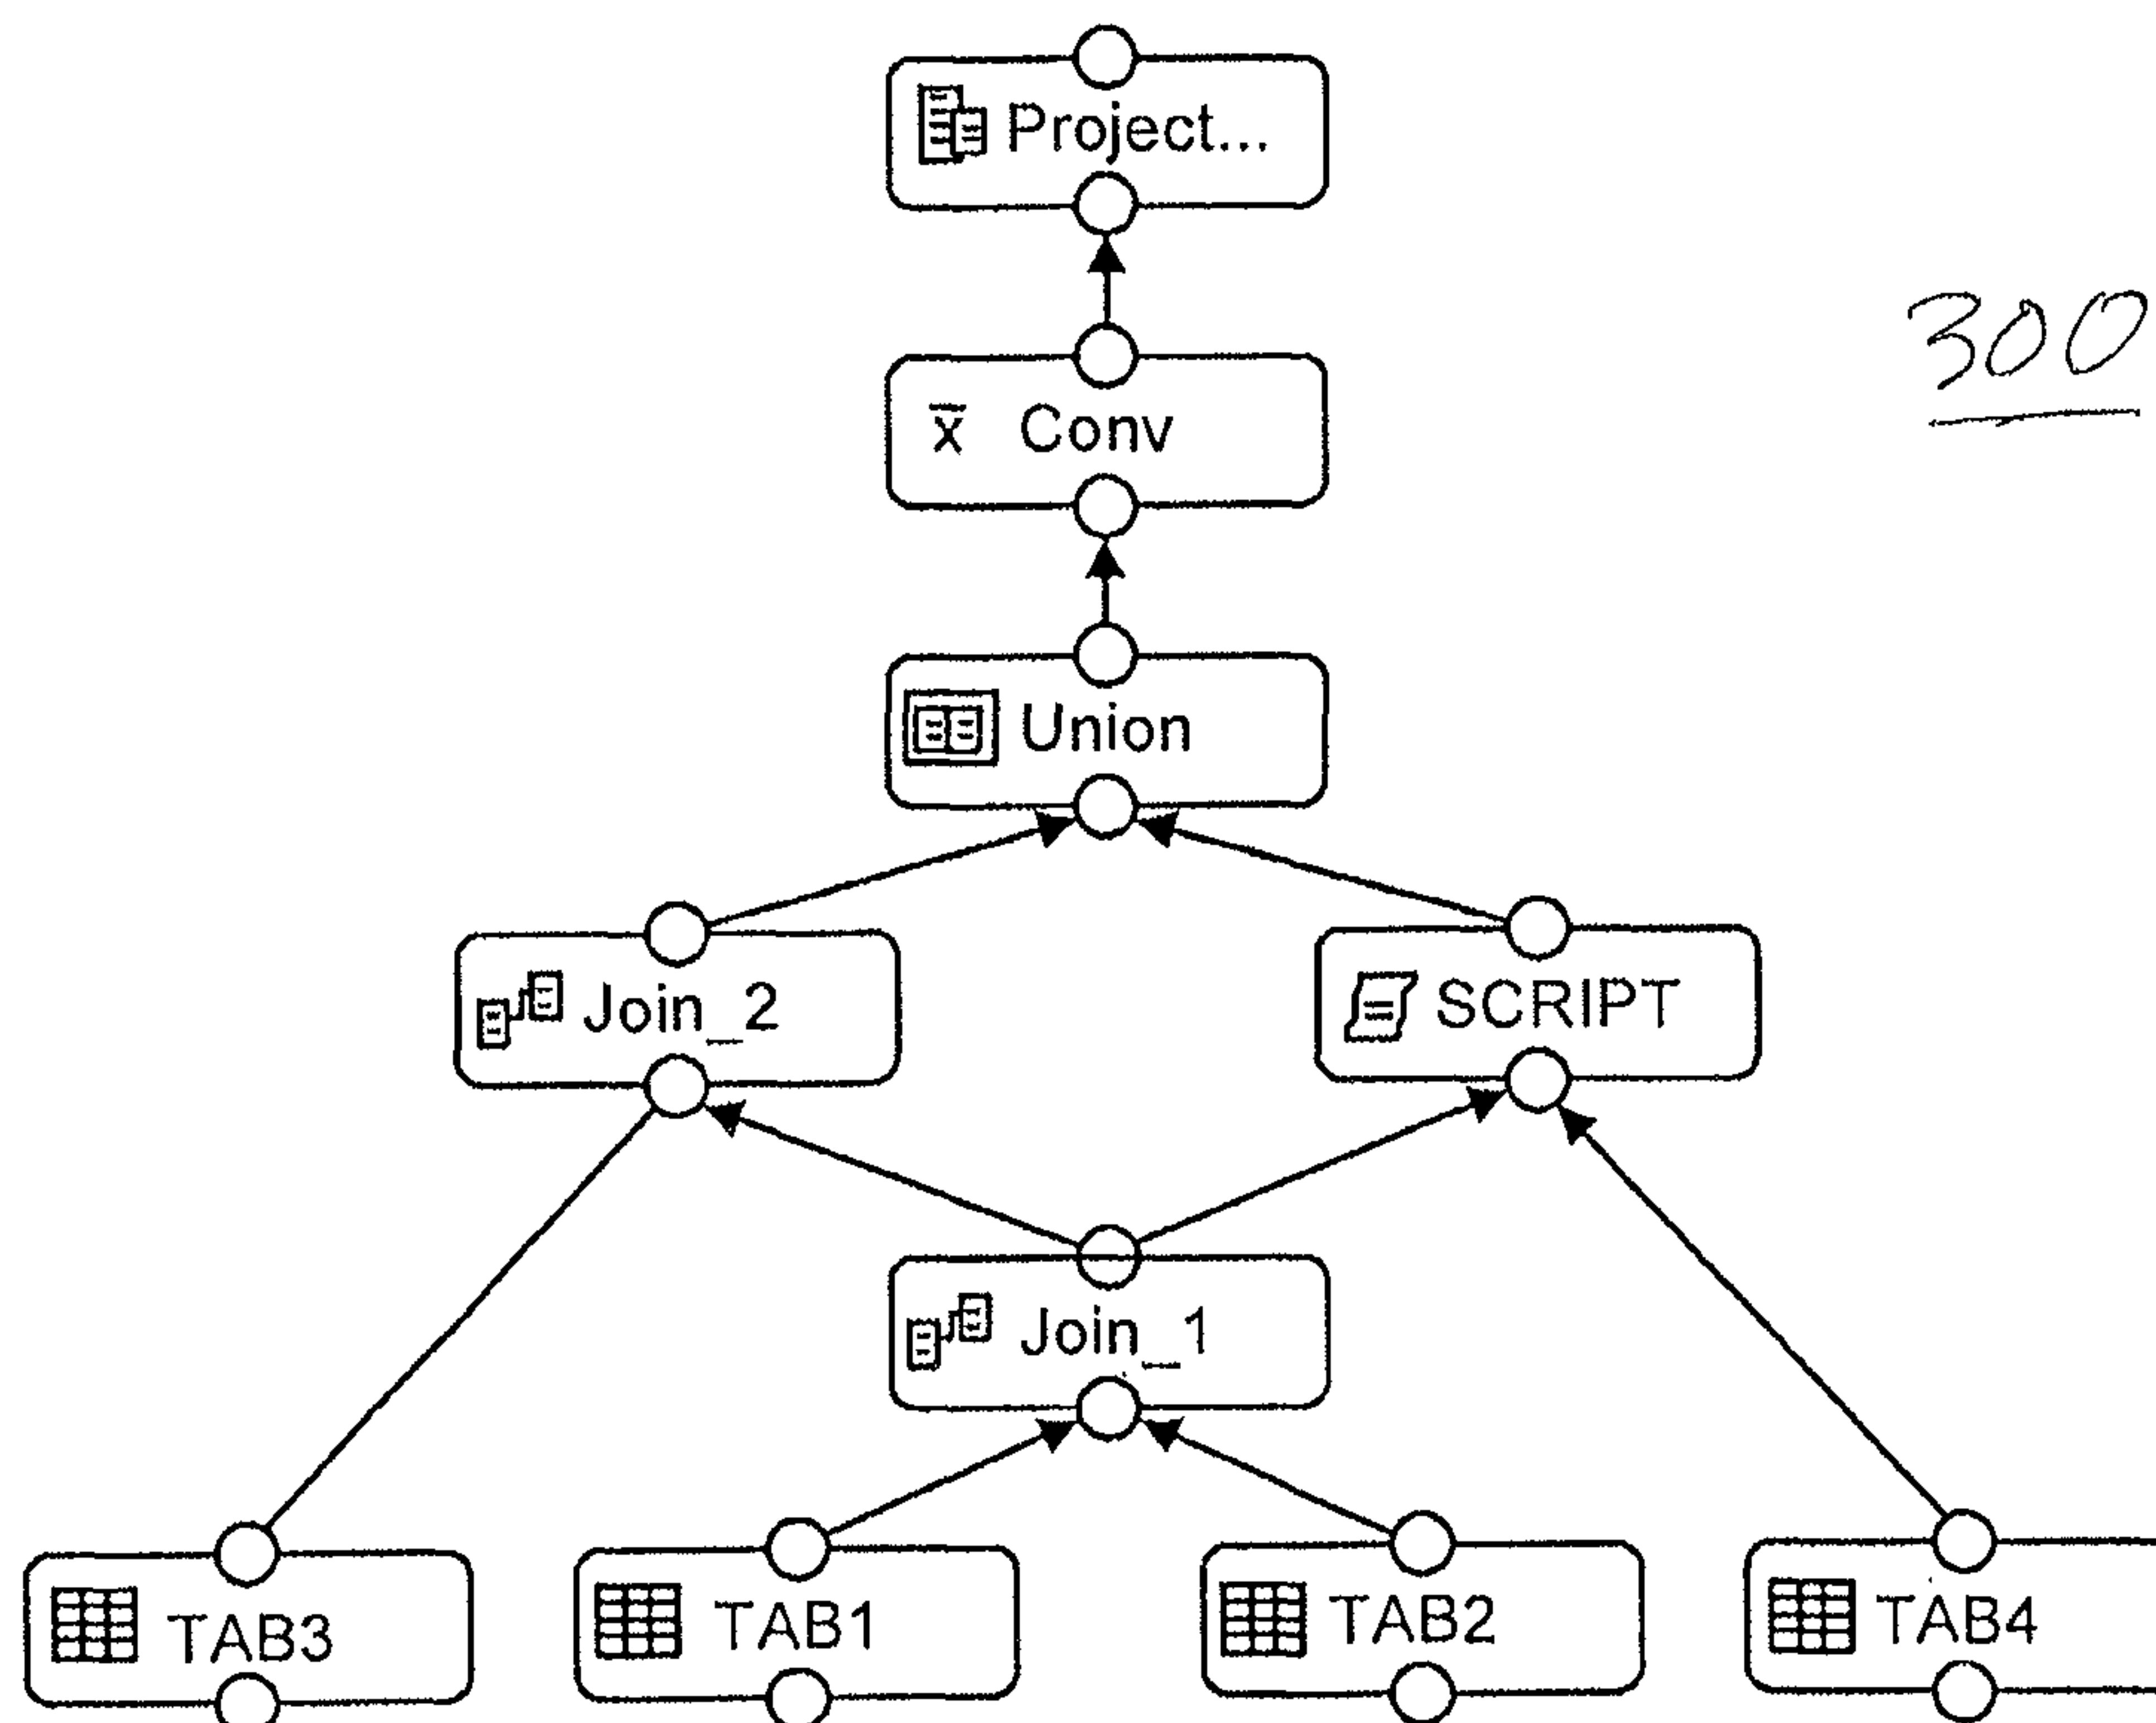 Project...
300
x̄ Conv
Union
Join_2
SCRIPT
Join_1
TAB3
TAB1
TAB2
TAB4